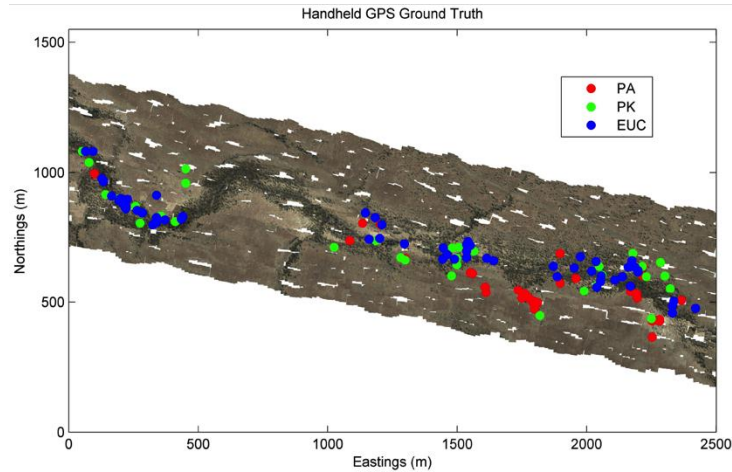 Handheld GPS Ground Truth
1500
1000
500
0
Northings (m)
PA
PK
EUC
0
500
1000
1500
2000
2500
Eastings (m)